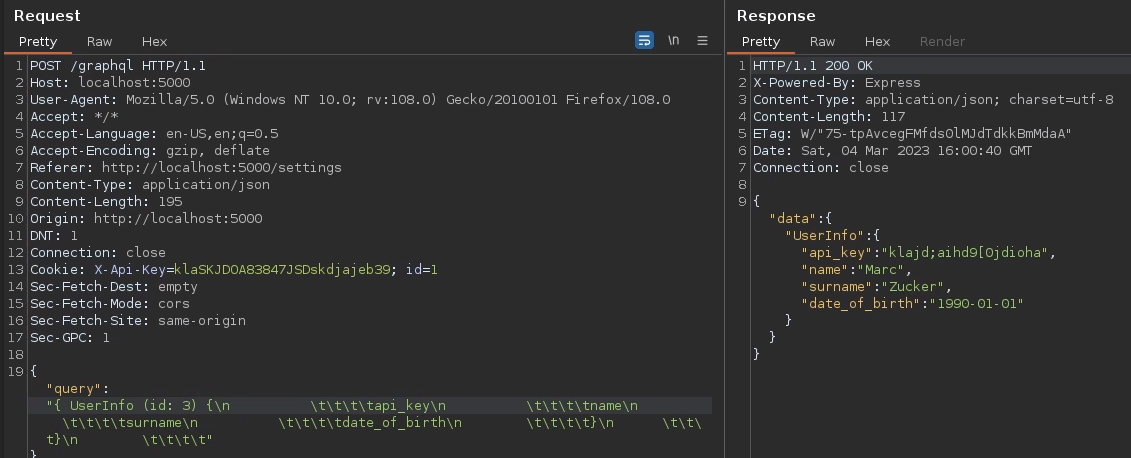 Request
Pretty Raw Hex \n
1 POST /graphql HTTP/1.1
2 Host: localhost:5000
3 User-Agent: Mozilla/5.0 (Windows NT 10.0; rv:108.0) Gecko/20100101 Firefox/108.0
4 Accept: */*
5 Accept-Language: en-US,en;q=0.5
6 Accept-Encoding: gzip, deflate
7 Referer: http://localhost:5000/settings
8 Content-Type: application/json
9 Content-Length: 195
10 Origin: http://localhost:5000
11 DNT: 1
12 Connection: close
13 Cookie: X-Api-Key=klaSKJDOA83847JSDskdjajeb39; id=1
14 Sec-Fetch-Dest: empty
15 Sec-Fetch-Mode: cors
16 Sec-Fetch-Site: same-origin
17 Sec-GPC: 1
18
19 {
"query":
"{ UserInfo (id: 3) {\n \t\t\t\t\tapi_key\n \t\t\t\t\tname\n
\t\t\t\t\tsurname\n \t\t\t\t\tdate_of_birth\n \t\t\t\t\t}\n \t\t\
t}\n \t\t\t\t\t"
}
Response
Pretty Raw Hex Render
1 HTTP/1.1 200 OK
2 X-Powered-By: Express
3 Content-Type: application/json; charset=utf-8
4 Content-Length: 117
5 ETag: W/"75-tpAvcegFMfds0lMJdTdkkBmMdaA"
6 Date: Sat, 04 Mar 2023 16:00:40 GMT
7 Connection: close
8
9 {
"data":{
"UserInfo":{
"api_key":"klajd;aihd9[0jdioha",
"name":"Marc",
"surname":"Zucker",
"date_of_birth":"1990-01-01"
}
}
}